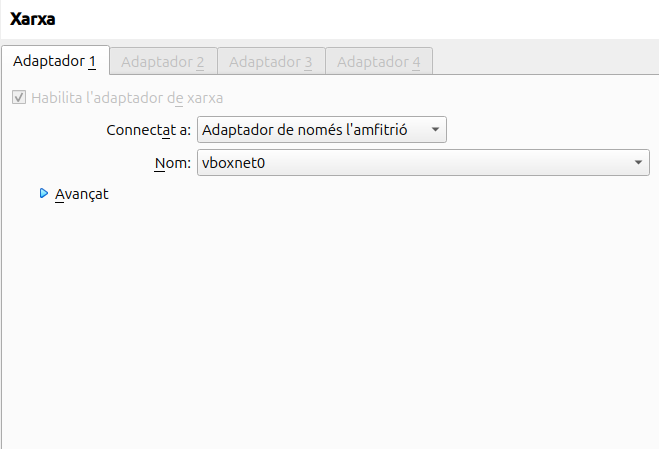 Xarxa
Adaptador 1 Adaptador 2 Adaptador 3 Adaptador 4
Habilita l'adaptador de xarxa
Connectat a: Adaptador de només l'amfitrió
Nom: vboxnet0
Avançat